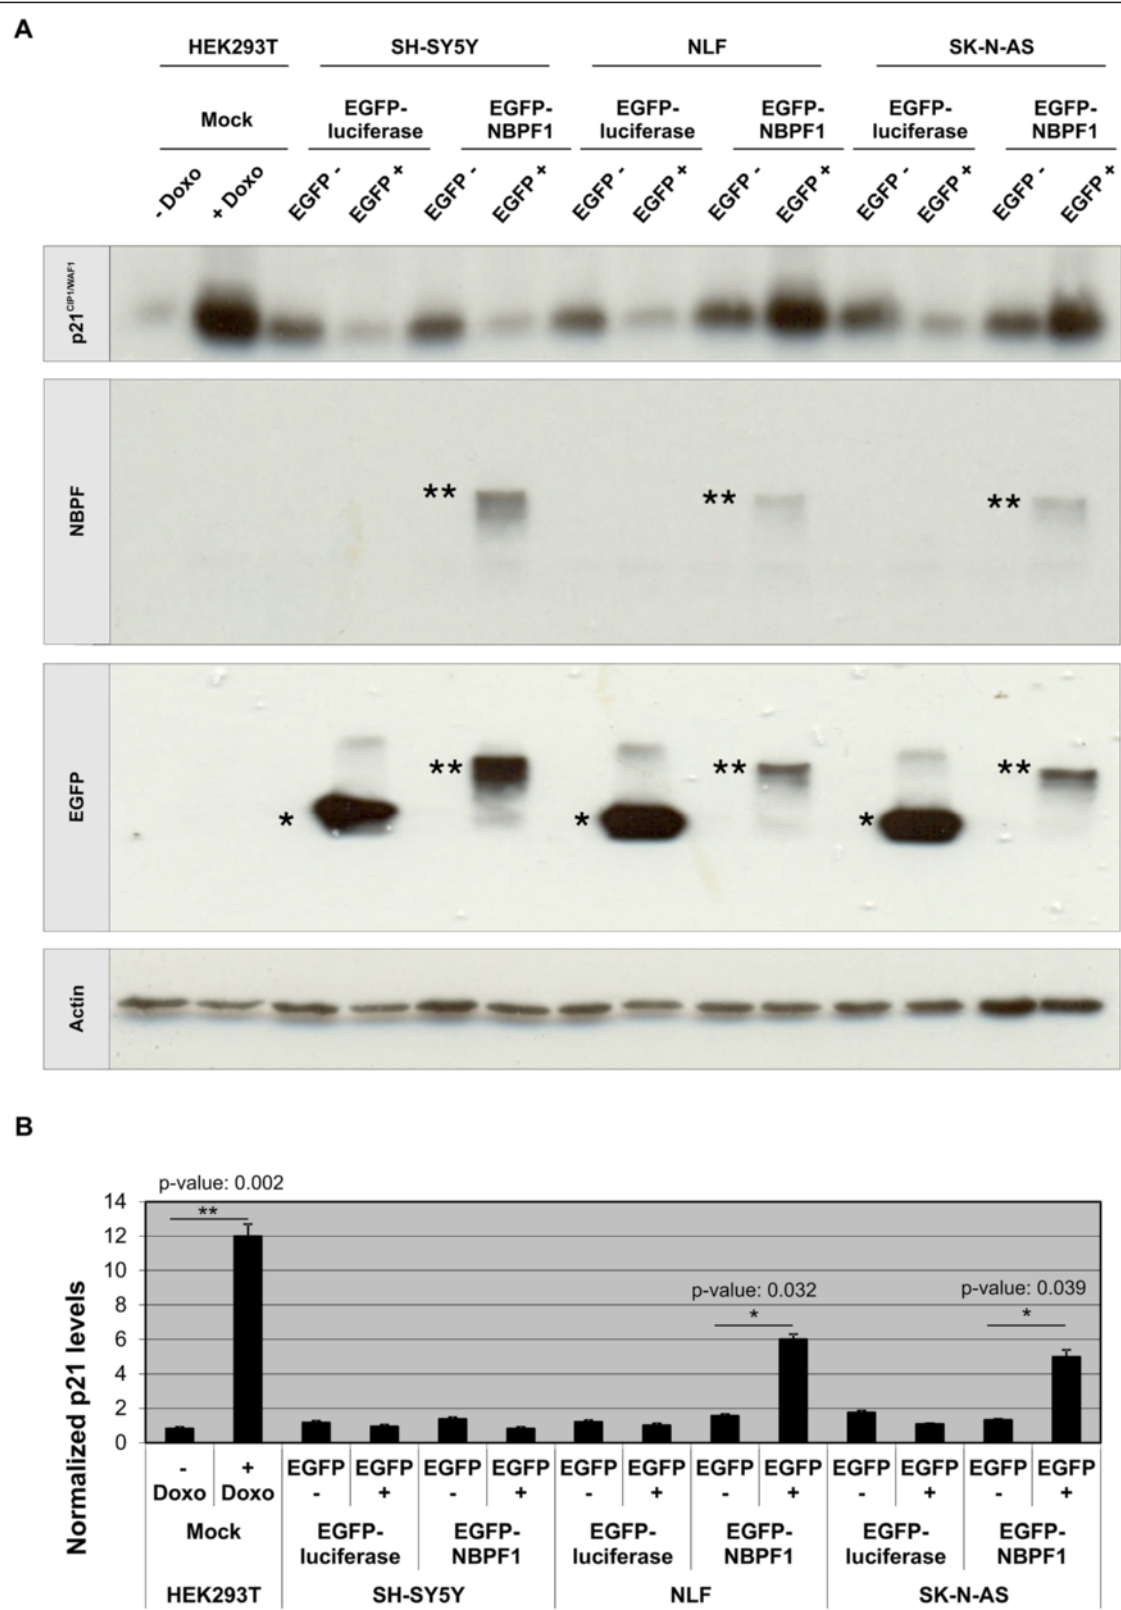 A
HEK293T SH-SY5Y NLF SK-N-AS
Mock EGFP-luciferase EGFP-NBPF1 EGFP-luciferase EGFP-NBPF1 EGFP-luciferase EGFP-NBPF1
- Doxo + Doxo EGFP - EGFP + EGFP - EGFP + EGFP - EGFP + EGFP - EGFP + EGFP - EGFP + EGFP - EGFP +
p21CIP1/WAF1
NBPF
** ** **
EGFP
** ** **
* * *
Actin
B
p-value: 0.002
**
p-value: 0.032
*
p-value: 0.039
*
Normalized p21 levels
14
12
10
8
6
4
2
0
- + EGFP EGFP EGFP EGFP EGFP EGFP EGFP EGFP EGFP EGFP EGFP EGFP
Doxo Doxo - + - + - + - + - + - +
Mock EGFP-luciferase EGFP-NBPF1 EGFP-luciferase EGFP-NBPF1 EGFP-luciferase EGFP-NBPF1
HEK293T SH-SY5Y NLF SK-N-AS